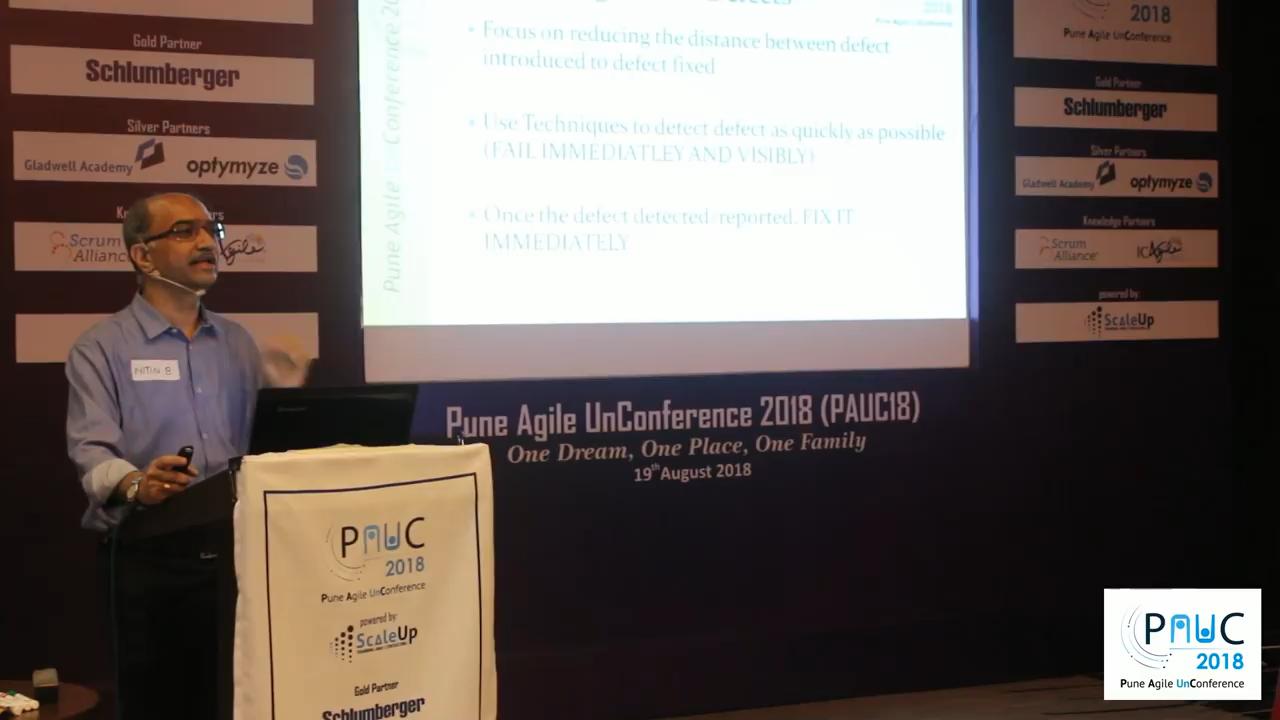 Gold Partner
Schlumberger
Silver Partners
Gladwell Academy
optymyze
Scrum
Alliance
Agile
NITIN B
Pune Agile
Conference 20
2018
• Focus on reducing the distance between defect
introduced to defect fixed
• Use Techniques to detect defect as quickly as possible
(FAIL IMMEDIATLEY AND VISIBLY)
• Once the defect detected/reported, FIX IT
IMMEDIATELY
Pune Agile UnConference 2018 (PAUC18)
One Dream, One Place, One Family
19th August 2018
2018
Pune Agile UnConference
Gold Partner
Schlumberger
Silver Partners
Gladwell Academy
optymyze
Knowledge Partners
Scrum
Alliance
ICAgile
powered by:
ScaleUp
PAUC
2018
Pune Agile UnConference
powered by:
ScaleUp
Gold Partner
Schlumberger
PAUC
2018
Pune Agile UnConference